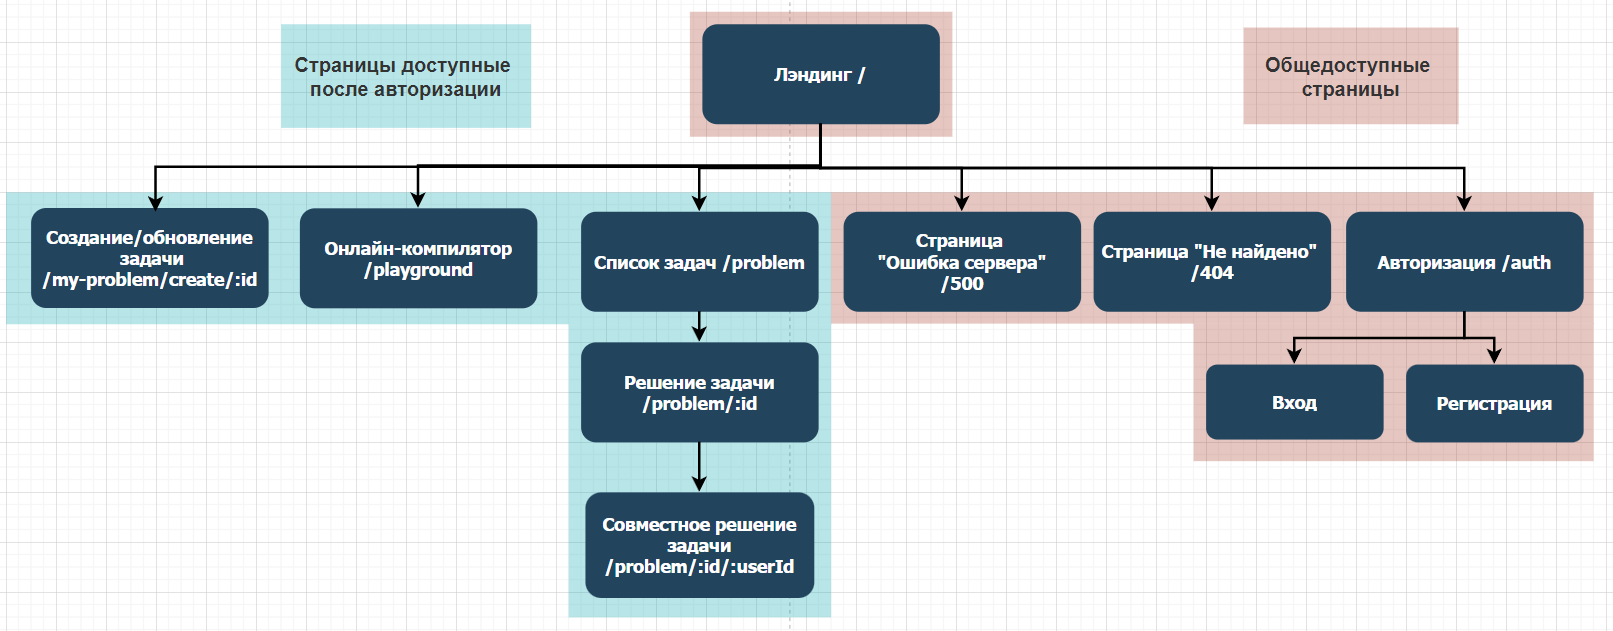 Страницы доступные
после авторизации
Лэндинг /
Общедоступные
страницы
Создание/обновление
задачи
/my-problem/create/:id
Онлайн-компилятор
/playground
Список задач /problem
Страница
"Ошибка сервера"
/500
Страница "Не найдено"
/404
Авторизация /auth
Решение задачи
/problem/:id
Вход
Регистрация
Совместное решение
задачи
/problem/:id/:userId